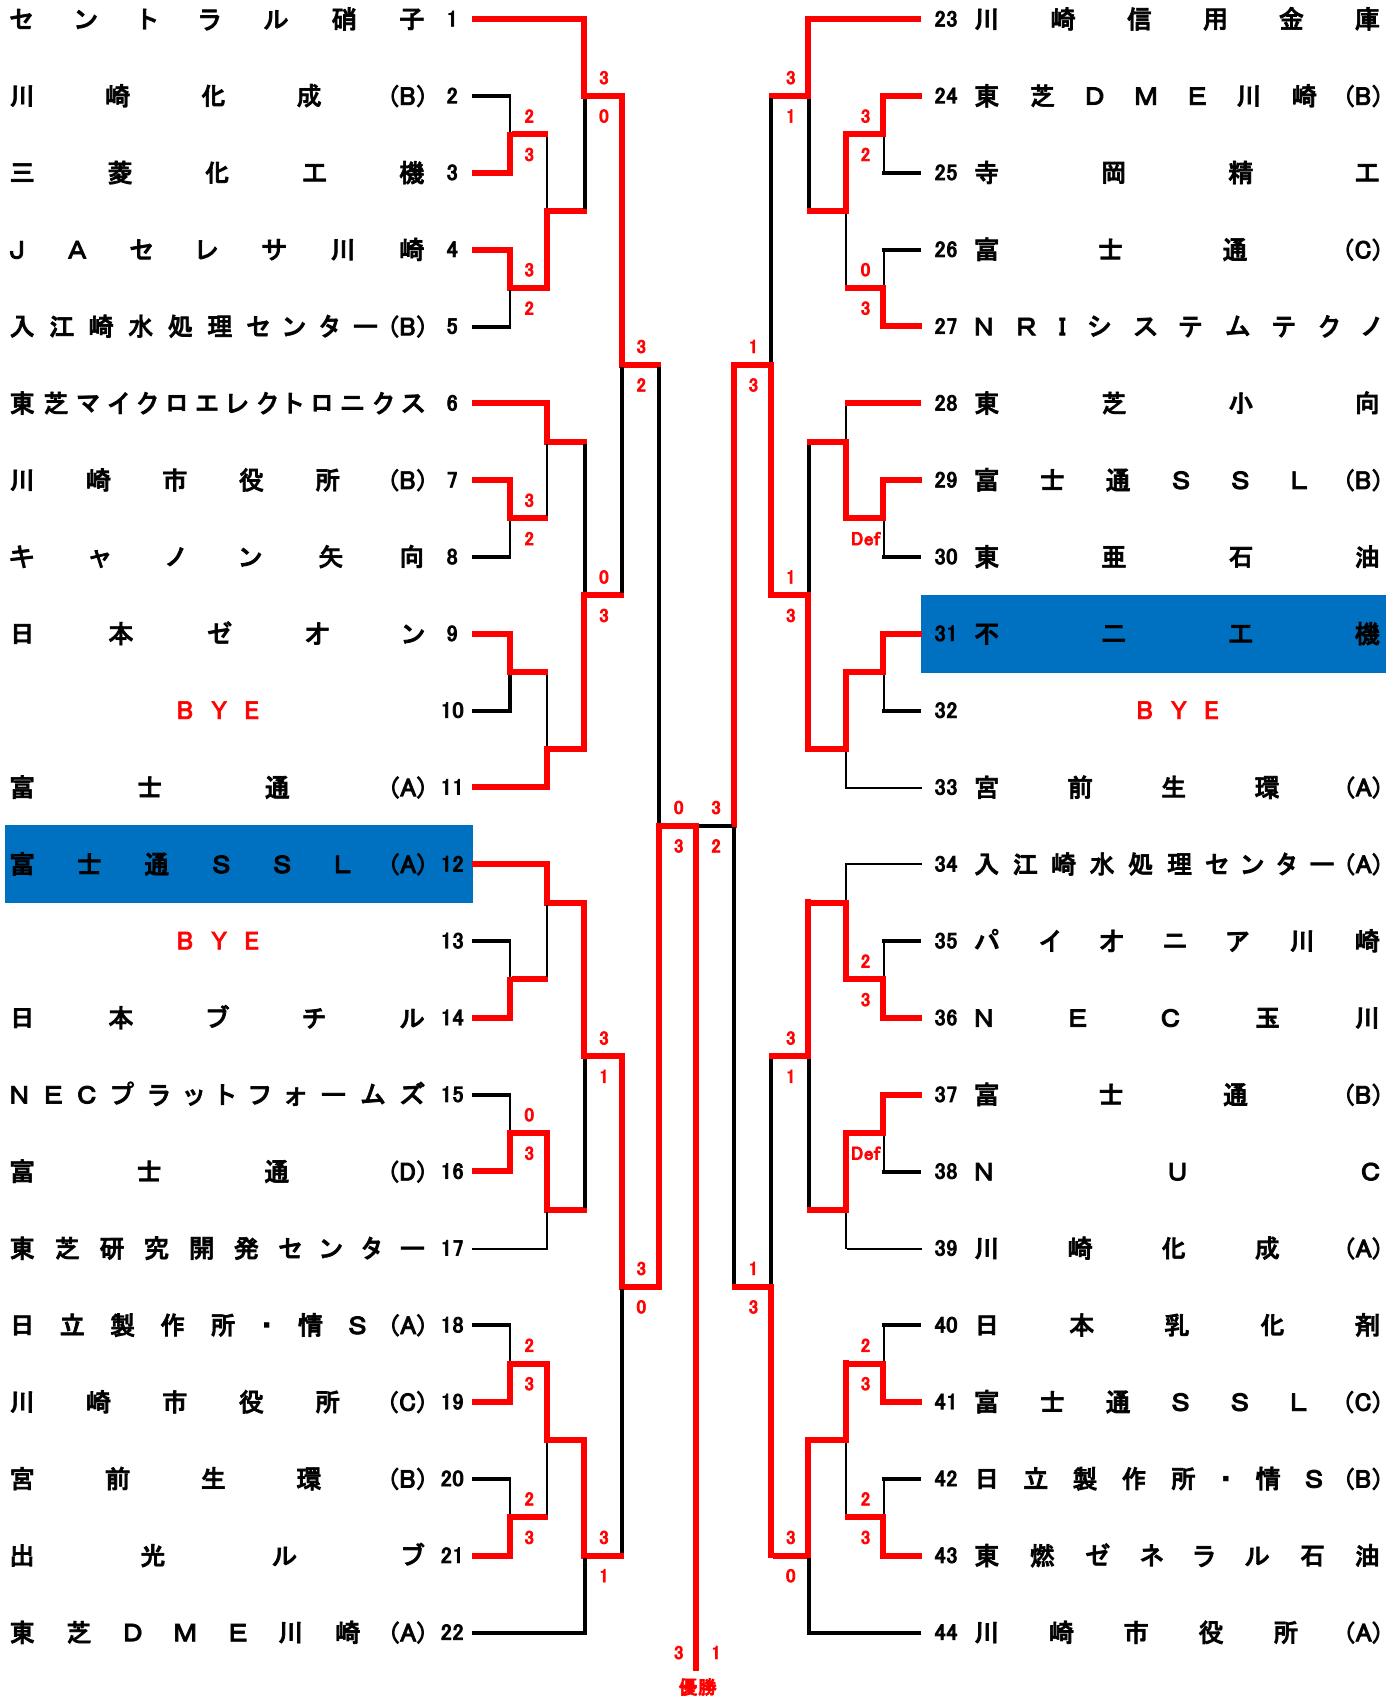 セントラル硝子 1
3
川崎化成(B) 2
0
2
3
三菱化工機 3
JAセレサ川崎 4
3
2
入江崎水処理センター(B) 5
3
2
東芝マイクロエレクトロニクス 6
川崎市役所(B) 7
3
2
キャノン矢向 8
0
3
日本ゼオン 9
BYE 10
富士通(A) 11
0 3
3 2
富士通SSL(A) 12
BYE 13
日本ブチル 14
3
1
NECプラットフォームズ 15
0
3
富士通(D) 16
東芝研究開発センター 17
3
0
日立製作所・情S(A) 18
2
3
川崎市役所(C) 19
宮前生環(B) 20
2
3
3
出光ルブ 21
1
東芝DME川崎(A) 22
3 1
優勝
23 川崎信用金庫
3
24 東芝DME川崎(B)
1
3
2
25 寺岡精工
26 富士通(C)
0
3
27 NRIシステムテクノ
1
3
28 東芝小向
29 富士通SSL(B)
Def
30 東亜石油
1
3
31 不二工機
32 BYE
33 宮前生環(A)
34 入江崎水処理センター(A)
35 パイオニア川崎
2
3
36 NEC玉川
3
1
37 富士通(B)
Def
38 NUC
39 川崎化成(A)
1
3
40 日本乳化剤
2
3
41 富士通SSL(C)
42 日立製作所・情S(B)
2
3
3
43 東燃ゼネラル石油
0
44 川崎市役所(A)